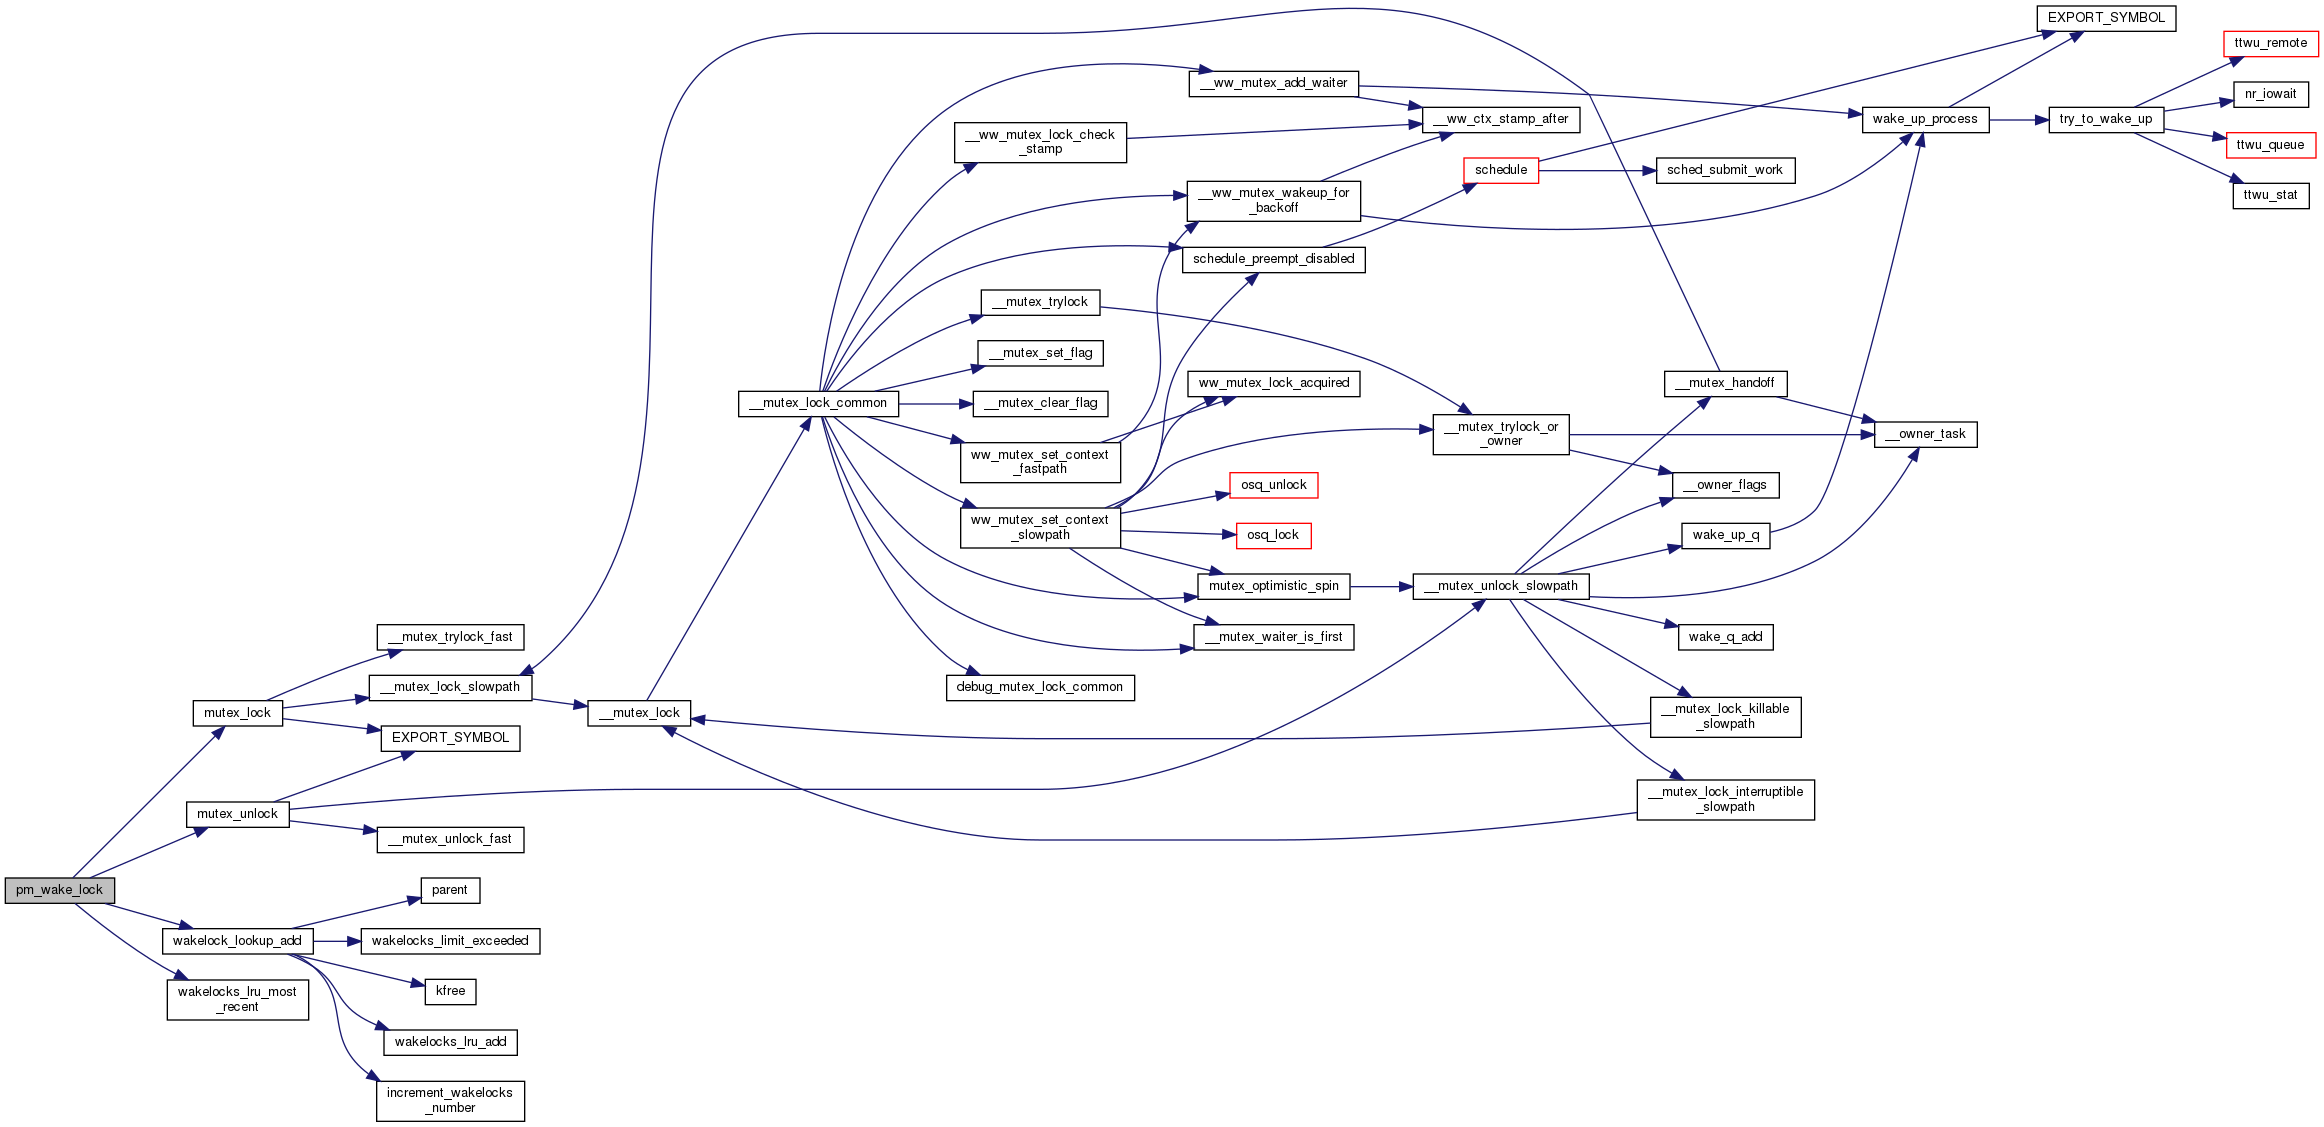 EXPORT_SYMBOL
ttwu_remote
__ww_mutex_add_waiter
nr_iowait
__ww_ctx_stamp_after
wake_up_process
try_to_wake_up
__ww_mutex_lock_check
_stamp
ttwu_queue
schedule
sched_submit_work
__ww_mutex_wakeup_for
_backoff
ttwu_stat
schedule_preempt_disabled
__mutex_trylock
__mutex_set_flag
ww_mutex_lock_acquired
__mutex_handoff
__mutex_lock_common
__mutex_clear_flag
__mutex_trylock_or
_owner
__owner_task
ww_mutex_set_context
_fastpath
osq_unlock
__owner_flags
ww_mutex_set_context
_slowpath
osq_lock
wake_up_q
mutex_optimistic_spin
__mutex_unlock_slowpath
__mutex_trylock_fast
__mutex_waiter_is_first
wake_q_add
__mutex_lock_slowpath
debug_mutex_lock_common
mutex_lock
__mutex_lock
__mutex_lock_killable
_slowpath
EXPORT_SYMBOL
__mutex_lock_interruptible
_slowpath
mutex_unlock
__mutex_unlock_fast
pm_wake_lock
parent
wakelock_lookup_add
wakelocks_limit_exceeded
wakelocks_lru_most
_recent
kfree
wakelocks_lru_add
increment_wakelocks
_number